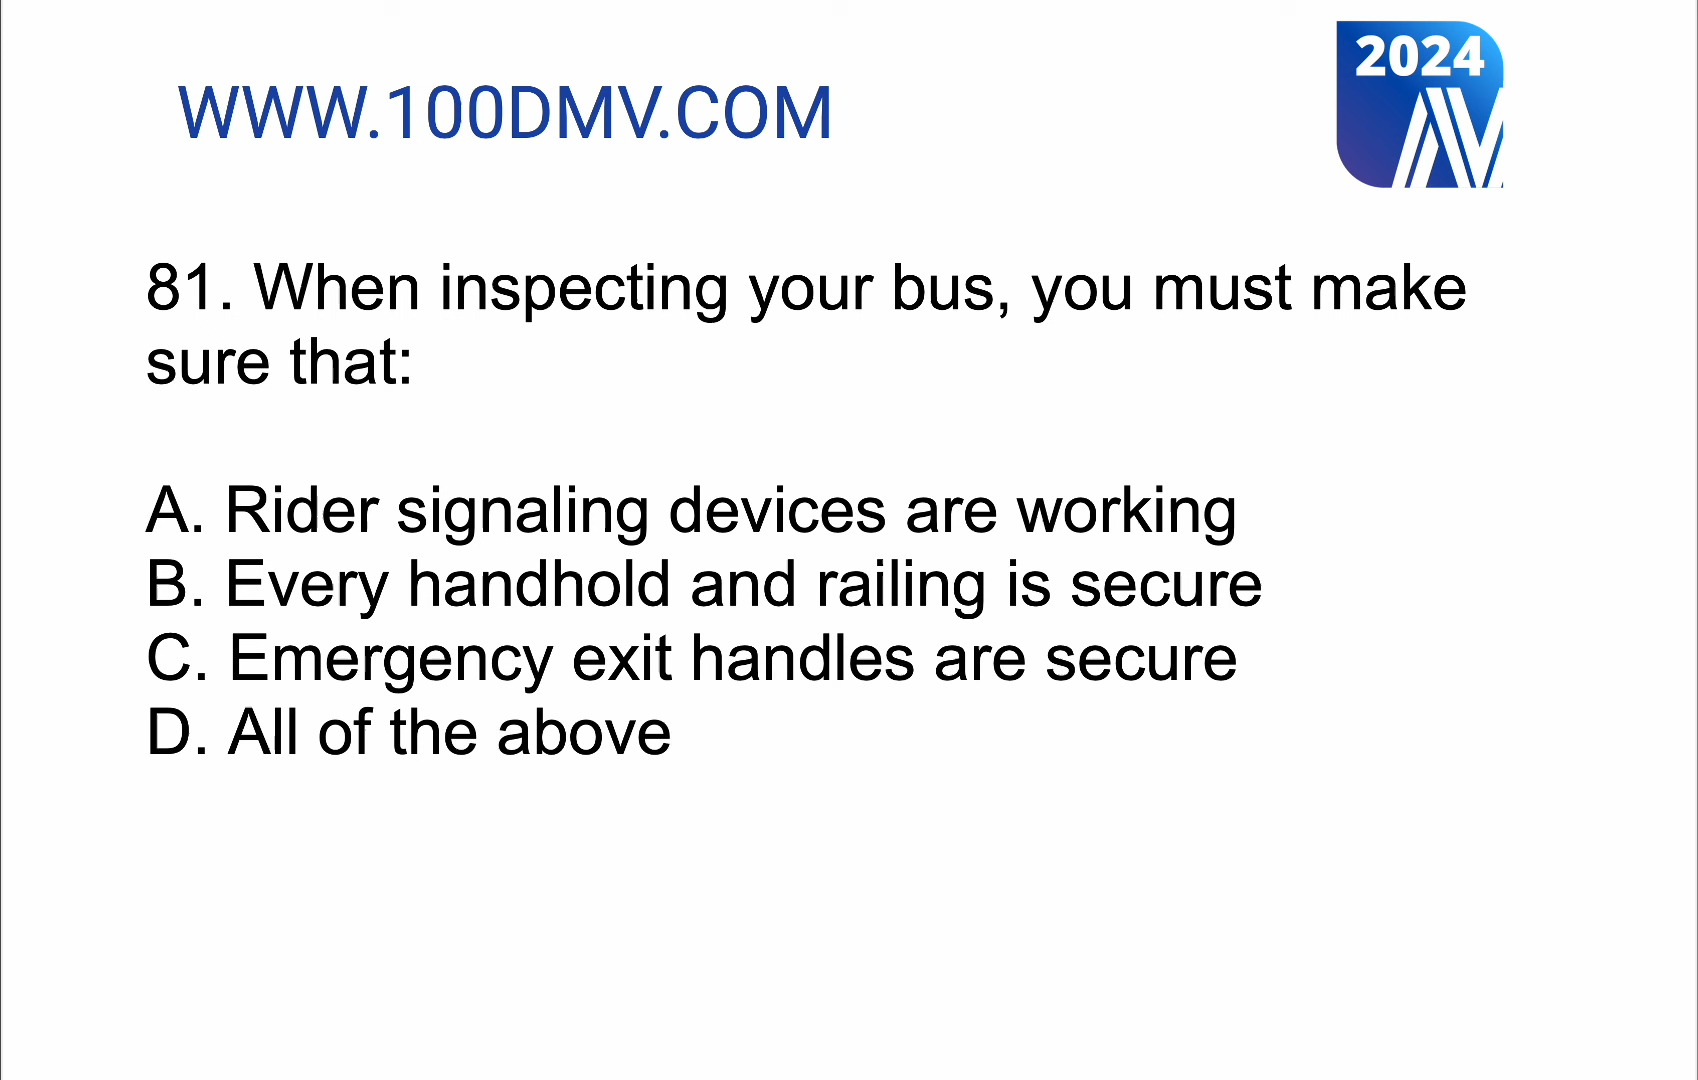 2024
WWW.100DMV.COM
81. When inspecting your bus, you must make
sure that:
A. Rider signaling devices are working
B. Every handhold and railing is secure
C. Emergency exit handles are secure
D. All of the above